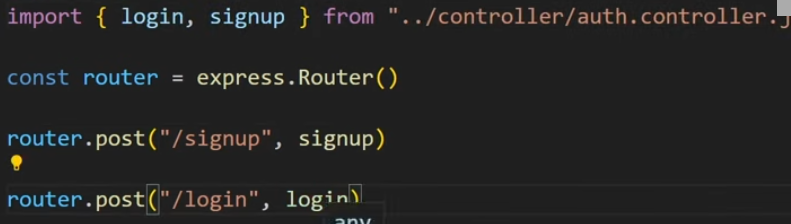 import { login, signup } from "../controller/auth.controller.j
const router = express.Router()
router.post("/signup", signup)
router.post("/login", login)
any